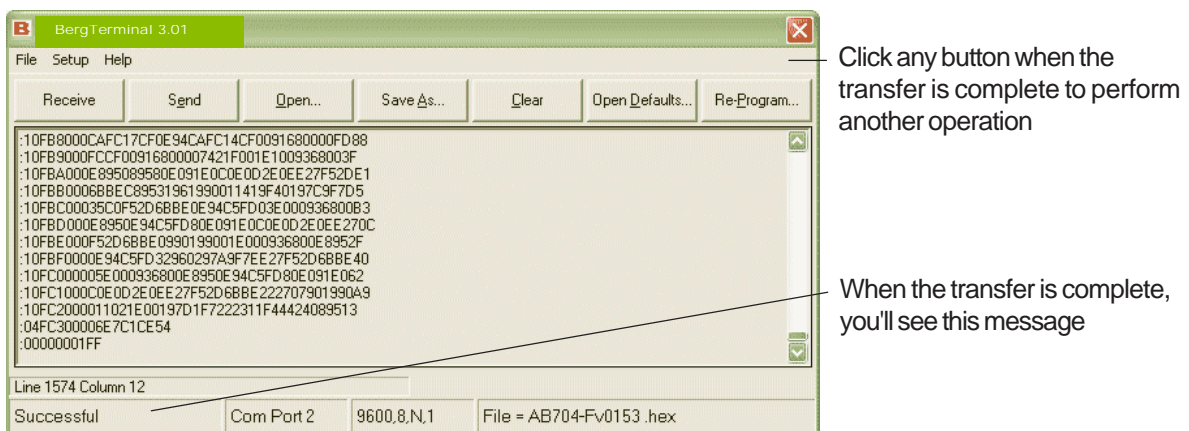 BergTerminal 3.01
File Setup Help
Receive Send Open... Save As... Clear Open Defaults... Re-Program...
:10FB8000CAFC17CF0E94CAFC14CF0091680000FD88
:10FB9000FCCF00916800007421F001E1009368003F
:10FBA000E895089580E091E0C0E0D2E0EE27F52DE1
:10FBB0006BBEC89531961990011419F40197C9F7D5
:10FBC00035C0F52D6BBE0E94C5FD03E000936800B3
:10FBD000E8950E94C5FD80E091E0C0E0D2E0EE270C
:10FBE000F52D6BBE0990199001E000936800E8952F
:10FBF0000E94C5FD32960297A9F7EE27F52D6BBE40
:10FC000005E000936800E8950E94C5FD80E091E062
:10FC1000C0E0D2E0EE27F52D6BBE222707901990A9
:10FC2000011021E00197D1F7222311F44424089513
:04FC300006E7C1CE54
:00000001FF
Line 1574 Column 12
Successful Com Port 2 9600,8,N,1 File = AB704-Fv0153 .hex
Click any button when the
transfer is complete to perform
another operation
When the transfer is complete,
you'll see this message